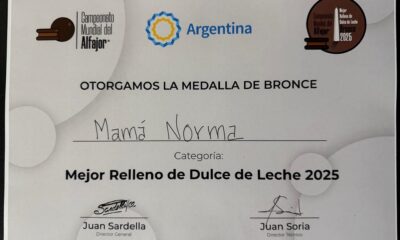 Campeonato
Mundial del
Alfajor
Argentina
Mejor
Relleno de
Dulce de Leche
2025
OTORGAMOS LA MEDALLA DE BRONCE
Mamá Norma
Categoría:
Mejor Relleno de Dulce de Leche 2025
Juan Sardella
Director General
Juan Soria
Director Técnico